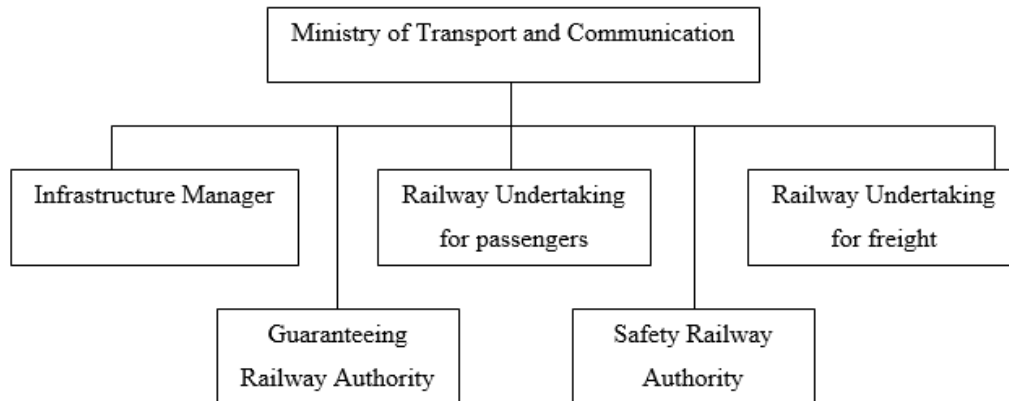 Ministry of Transport and Communication
Infrastructure Manager
Railway Undertaking
for passengers
Railway Undertaking
for freight
Guaranteeing
Railway Authority
Safety Railway
Authority